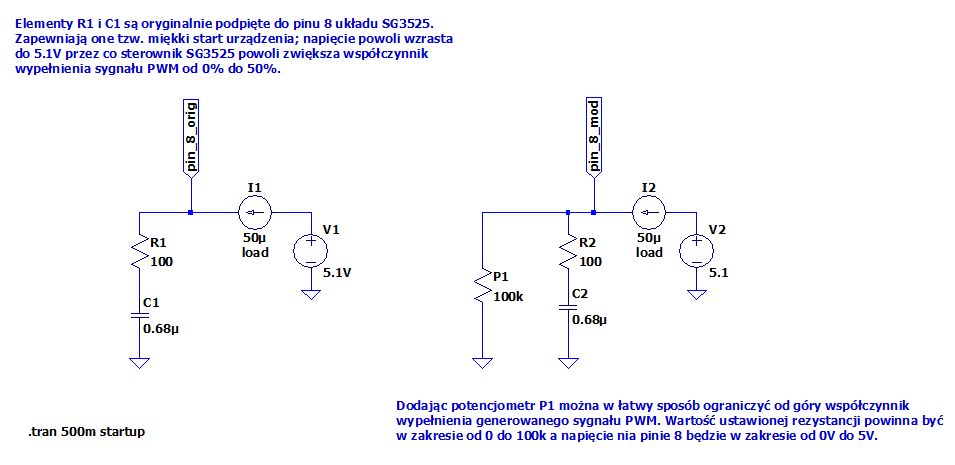 Elementy R1 i C1 są oryginalnie podpięte do pinu 8 układu SG3525.
Zapewniają one tzw. miękki start urządzenia; napięcie powoli wzrasta
do 5.1V przez co sterownik SG3525 powoli zwiększa współczynnik
wypełnienia sygnału PWM od 0% do 50%.
pin_8_orig
I1
50µ
load
V1
5.1V
R1
100
C1
0.68µ
pin_8_mod
I2
50µ
load
V2
5.1
R2
100
P1
100k
C2
0.68µ
Dodając potencjometr P1 można w łatwy sposób ograniczyć od góry współczynnik
wypełnienia generowanego sygnału PWM. Wartość ustawionej rezystancji powinna być
w zakresie od 0 do 100k a napięcie nia pinie 8 będzie w zakresie od 0V do 5V.
.tran 500m startup